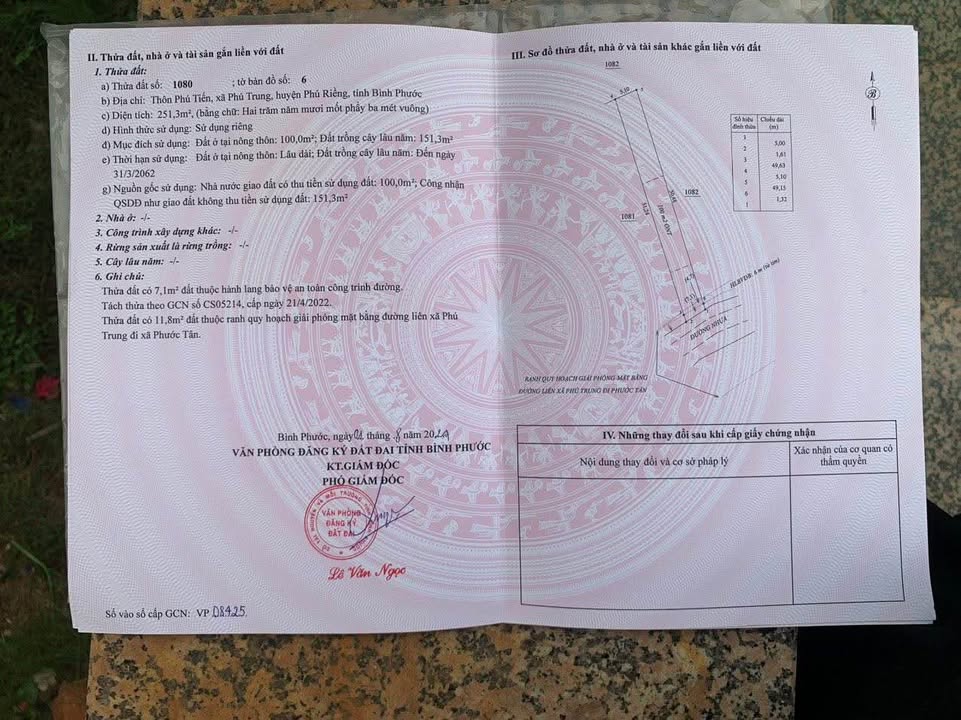 II. Thửa đất, nhà ở và tài sản gắn liền với đất
1. Thửa đất:
a) Thửa đất số: 1080 ; tờ bản đồ số: 6
b) Địa chỉ: Thôn Phú Tiến, xã Phú Trung, huyện Phú Riềng, tỉnh Bình Phước
c) Diện tích: 251,3m², (bằng chữ: Hai trăm năm mươi mốt phẩy ba mét vuông)
d) Hình thức sử dụng: Sử dụng riêng
đ) Mục đích sử dụng: Đất ở tại nông thôn: 100,0m²; Đất trồng cây lâu năm: 151,3m²
e) Thời hạn sử dụng: Đất ở tại nông thôn: Lâu dài; Đất trồng cây lâu năm: Đến ngày
31/3/2062
g) Nguồn gốc sử dụng: Nhà nước giao đất có thu tiền sử dụng đất: 100,0m²; Công nhận
QSDĐ như giao đất không thu tiền sử dụng đất: 151,3m²
2. Nhà ở: -/-
3. Công trình xây dựng khác: -/-
4. Rừng sản xuất là rừng trồng: -/-
5. Cây lâu năm: -/-
6. Ghi chú:
Thửa đất có 7,1m² đất thuộc hành lang bảo vệ an toàn công trình đường.
Tách thửa theo GCN số CS05214, cấp ngày 21/4/2022.
Thửa đất có 11,8m² đất thuộc ranh quy hoạch giải phóng mặt bằng đường liên xã Phú
Trung đi xã Phước Tân.
Bình Phước, ngày tháng 8 năm 20
VĂN PHÒNG ĐĂNG KÝ ĐẤT ĐAI TỈNH BÌNH PHƯỚC
KT.GIÁM ĐỐC
PHÓ GIÁM ĐỐC
VĂN PHÒNG
ĐĂNG KÝ
ĐẤT ĐAI
Lê Văn Ngọc
Số vào sổ cấp GCN: VP D8425
III. Sơ đồ thửa đất, nhà ở và tài sản khác gắn liền với đất
1082
B
5,10
Số hiệu đỉnh thửa
Chiều dài (m)
1
5,00
2
1,61
3
49,63
4
5,10
5
49,15
6
1,32
1
1082
1081
100 m2 ONT
HLBVĐB: 6 m (từ tim)
ĐƯỜNG NHỰA
RANH QUY HOẠCH GIẢI PHÓNG MẶT BẰNG
ĐƯỜNG LIÊN XÃ PHÚ TRUNG ĐI PHƯỚC TÂN
IV. Những thay đổi sau khi cấp giấy chứng nhận
Nội dung thay đổi và cơ sở pháp lý
Xác nhận của cơ quan có
thẩm quyền